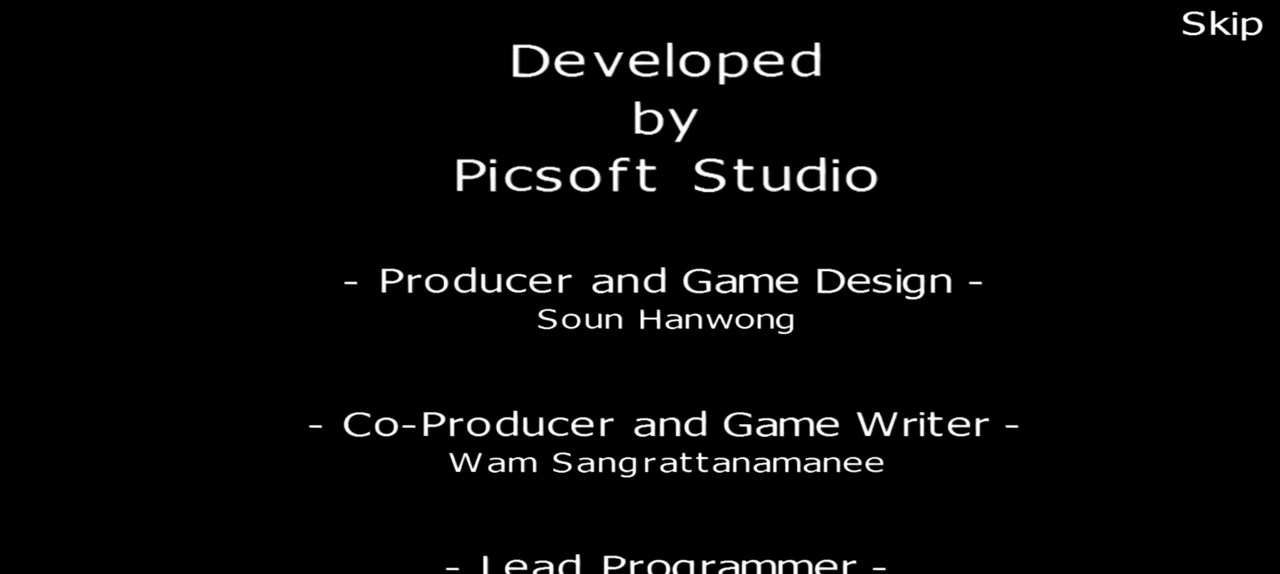 Skip
Developed
by
Picsoft Studio
- Producer and Game Design -
Soun Hanwong
- Co-Producer and Game Writer -
Wam Sangrattanamanee
- Lead Programmer -